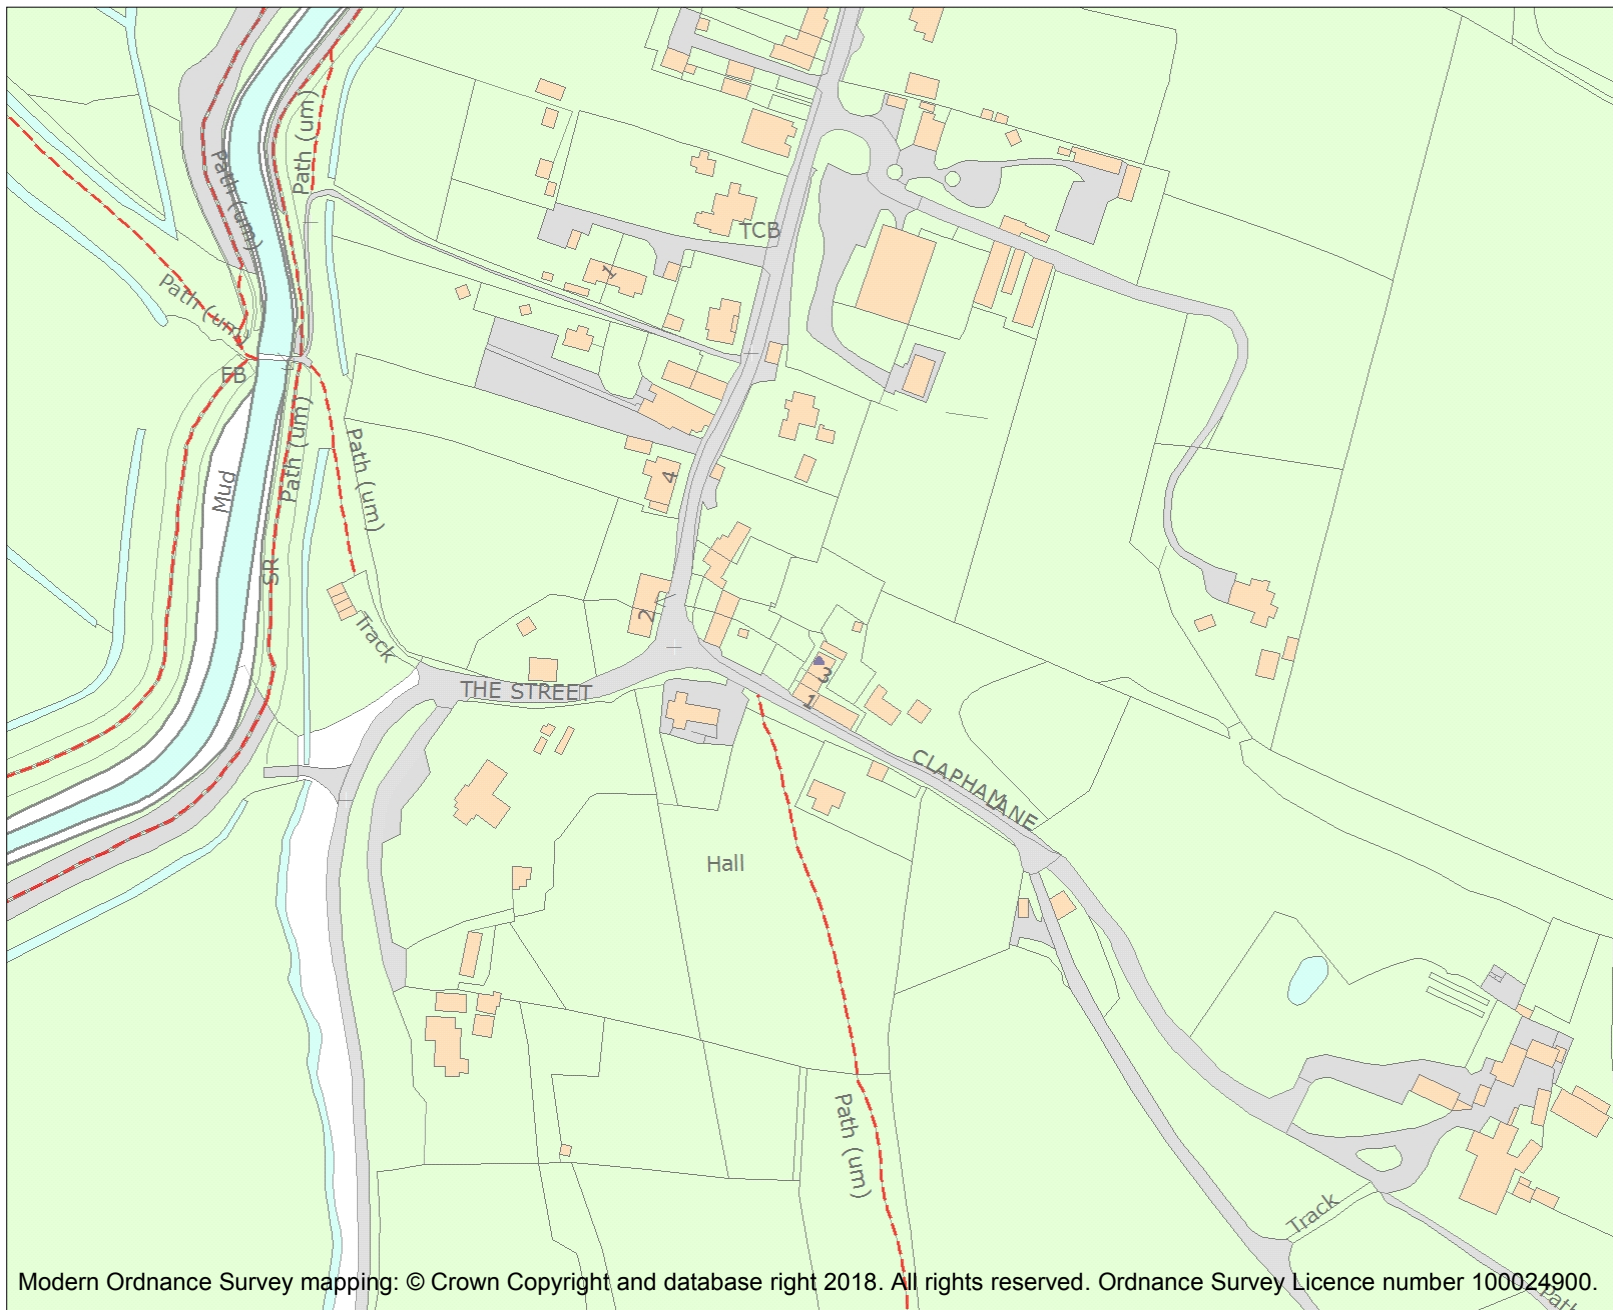 Path (um)
Path (um)
TCB
1
Path (um)
FB
Path (um)
Path (um)
Mud
4
SR
2
Track
3
THE STREET
1
CLAPHAM LANE
Hall
Path (um)
Track
Path
Modern Ordnance Survey mapping: © Crown Copyright and database right 2018. All rights reserved. Ordnance Survey Licence number 100024900.